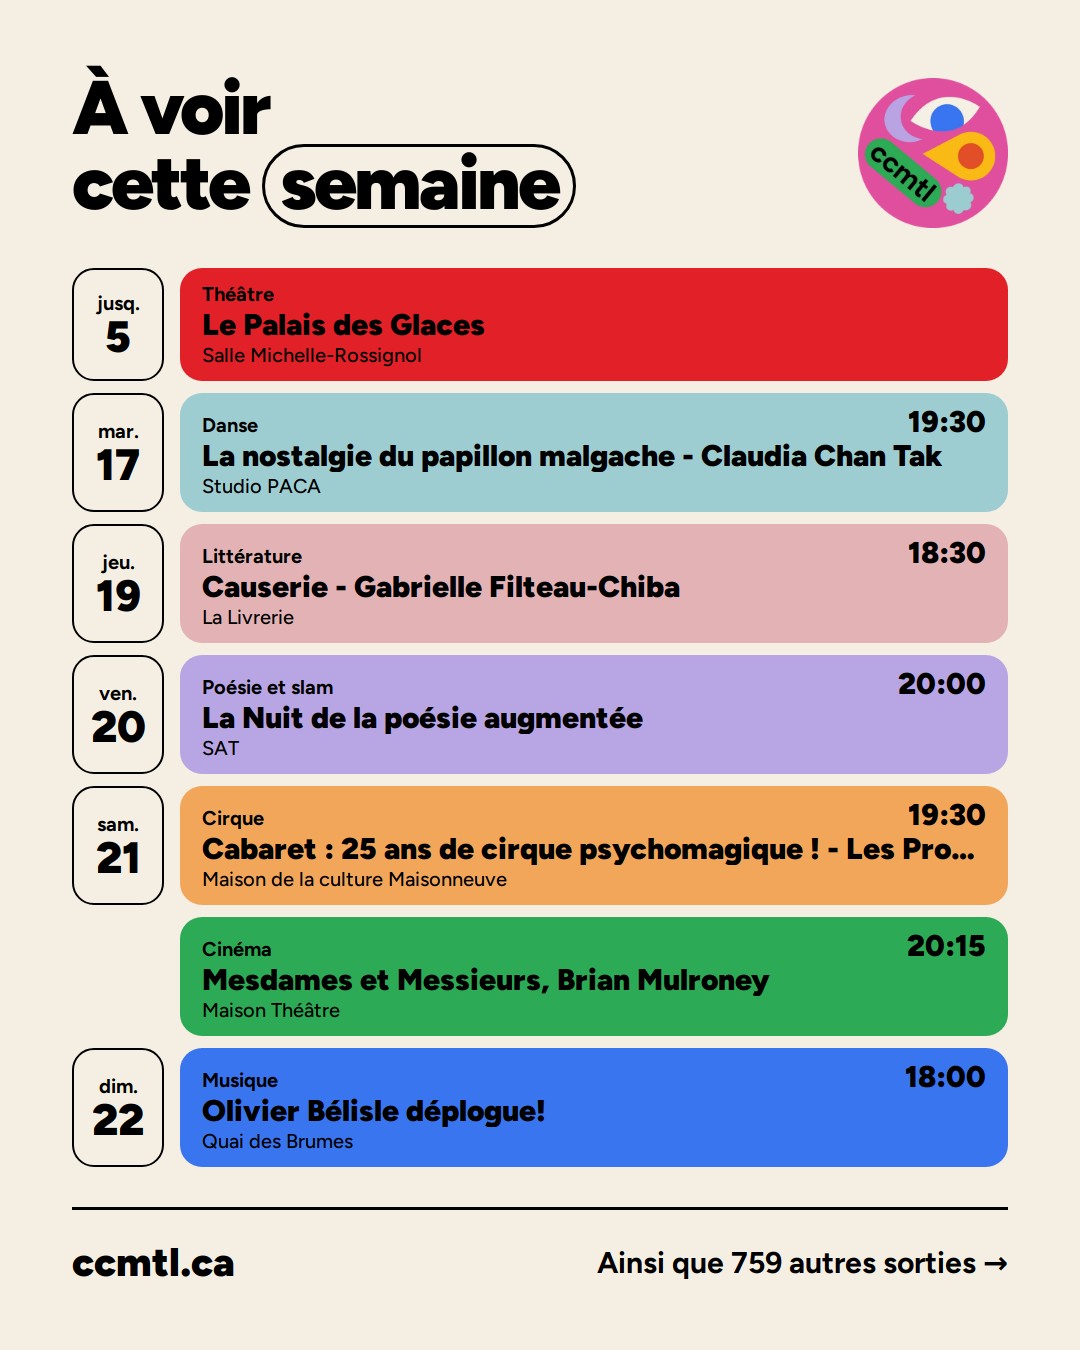 À voir
cette semaine
ccmtl
jusq.
5
Théâtre
Le Palais des Glaces
Salle Michelle-Rossignol
mar.
17
Danse
19:30
La nostalgie du papillon malgache - Claudia Chan Tak
Studio PACA
jeu.
19
Littérature
18:30
Causerie - Gabrielle Filteau-Chiba
La Livrerie
ven.
20
Poésie et slam
20:00
La Nuit de la poésie augmentée
SAT
sam.
21
Cirque
19:30
Cabaret : 25 ans de cirque psychomagique ! - Les Pro...
Maison de la culture Maisonneuve
Cinéma
20:15
Mesdames et Messieurs, Brian Mulroney
Maison Théâtre
dim.
22
Musique
18:00
Olivier Bélisle déplogue!
Quai des Brumes
ccmtl.ca
Ainsi que 759 autres sorties →